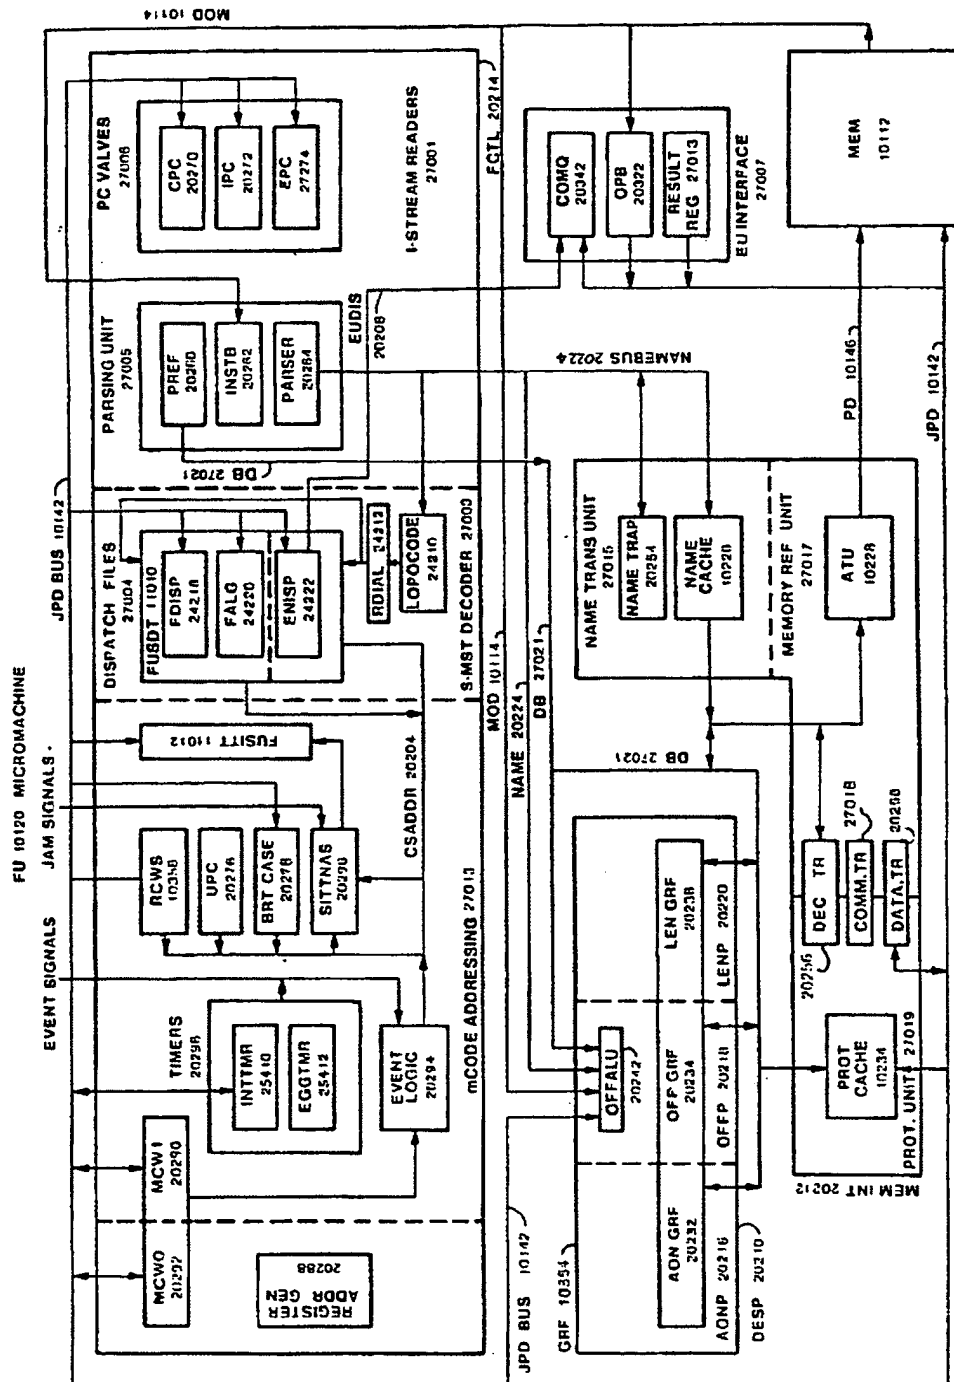 FU 10120 MICROMACHINE
MOD 10114
JPD BUS 10142
PC VALVES
27006
CPC
20270
IPC
20272
EPC
27274
I-STREAM READERS
27001
FCTL 20214
PARSING UNIT
27005
PREF
20260
INSTB
20262
PARSER
20264
EUDIS
20206
DB 27021
DISPATCH FILES
27004
FUSDT 11010
FDISP
24218
FALG
24220
ENISP
24222
RDIAL 24212
LOPOCODE
24210
S-MST DECODER 27003
JAM SIGNALS
FUSITT 11012
EVENT SIGNALS
RCWS
10358
UPC
20276
BRT CASE
20278
SITTNAS
20290
CSADDR 20204
TIMERS
20296
INTTMR
25410
EGGTMR
25412
EVENT
LOGIC
20294
mCODE ADDRESSING 27013
MCW1
20290
MCW0
20292
REGISTER
ADDR GEN
20288
COMQ
20342
OPB
20322
RESULT
REG 27013
EU INTERFACE
27007
MEM
10112
NAMEBUS 20224
PD 10146
JPD 10142
MOD 10114
NAME 20224
DB 27021
NAME TRANS UNIT
27015
NAME TRAP
20254
NAME
CACHE
10226
MEMORY REF UNIT
27017
ATU
10228
DB 27021
JPD BUS 10142
GRF 10354
OFFALU
20242
LEN GRF
20236
OFF GRF
20234
AON GRF
20232
LENP 20220
OFFP 20218
AONP 20216
DESP 20210
DEC TR
20256
COMM.TR
27018
DATA.TR
20298
PROT
CACHE
10234
PROT. UNITS 27019
MEM INT 20212